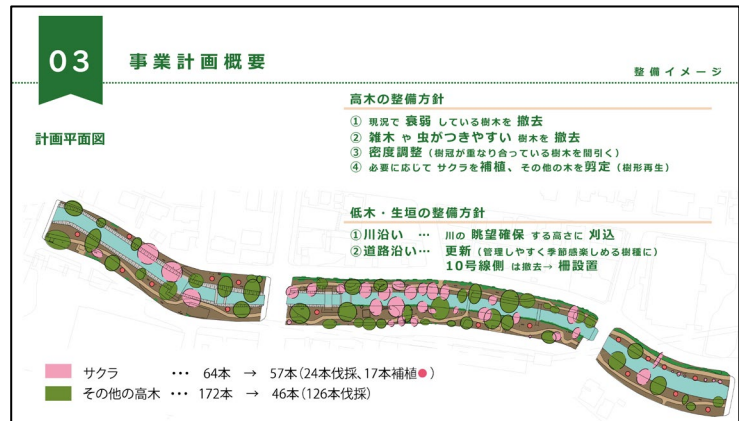 03
事業計画概要
整備イメージ
計画平面図
高木の整備方針
① 現況で 衰弱 している樹木を 撤去
② 雑木 や 虫がつきやすい 樹木を 撤去
③ 密度調整（樹冠が重なり合っている樹木を間引く）
④ 必要に応じて サクラを補植、その他の木を剪定（樹形再生）
低木・生垣の整備方針
①川沿い … 川の 眺望確保 する高さに 刈込
②道路沿い… 更新（管理しやすく季節感楽しめる樹種に）
10号線側 は撤去→ 柵設置
サクラ ・・・ 64本 → 57本（24本伐採、17本補植●）
その他の高木 ・・・ 172本 → 46本（126本伐採）